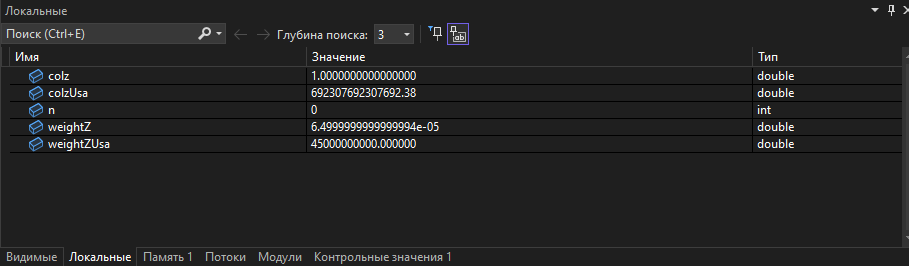 Локальные
Поиск (Ctrl+E) Глубина поиска: 3
Имя Значение Тип
colz 1.0000000000000000 double
colzUsa 692307692307692.38 double
n 0 int
weightZ 6.4999999999999994e-05 double
weightZUsa 45000000000.000000 double
Видимые Локальные Память 1 Потоки Модули Контрольные значения 1